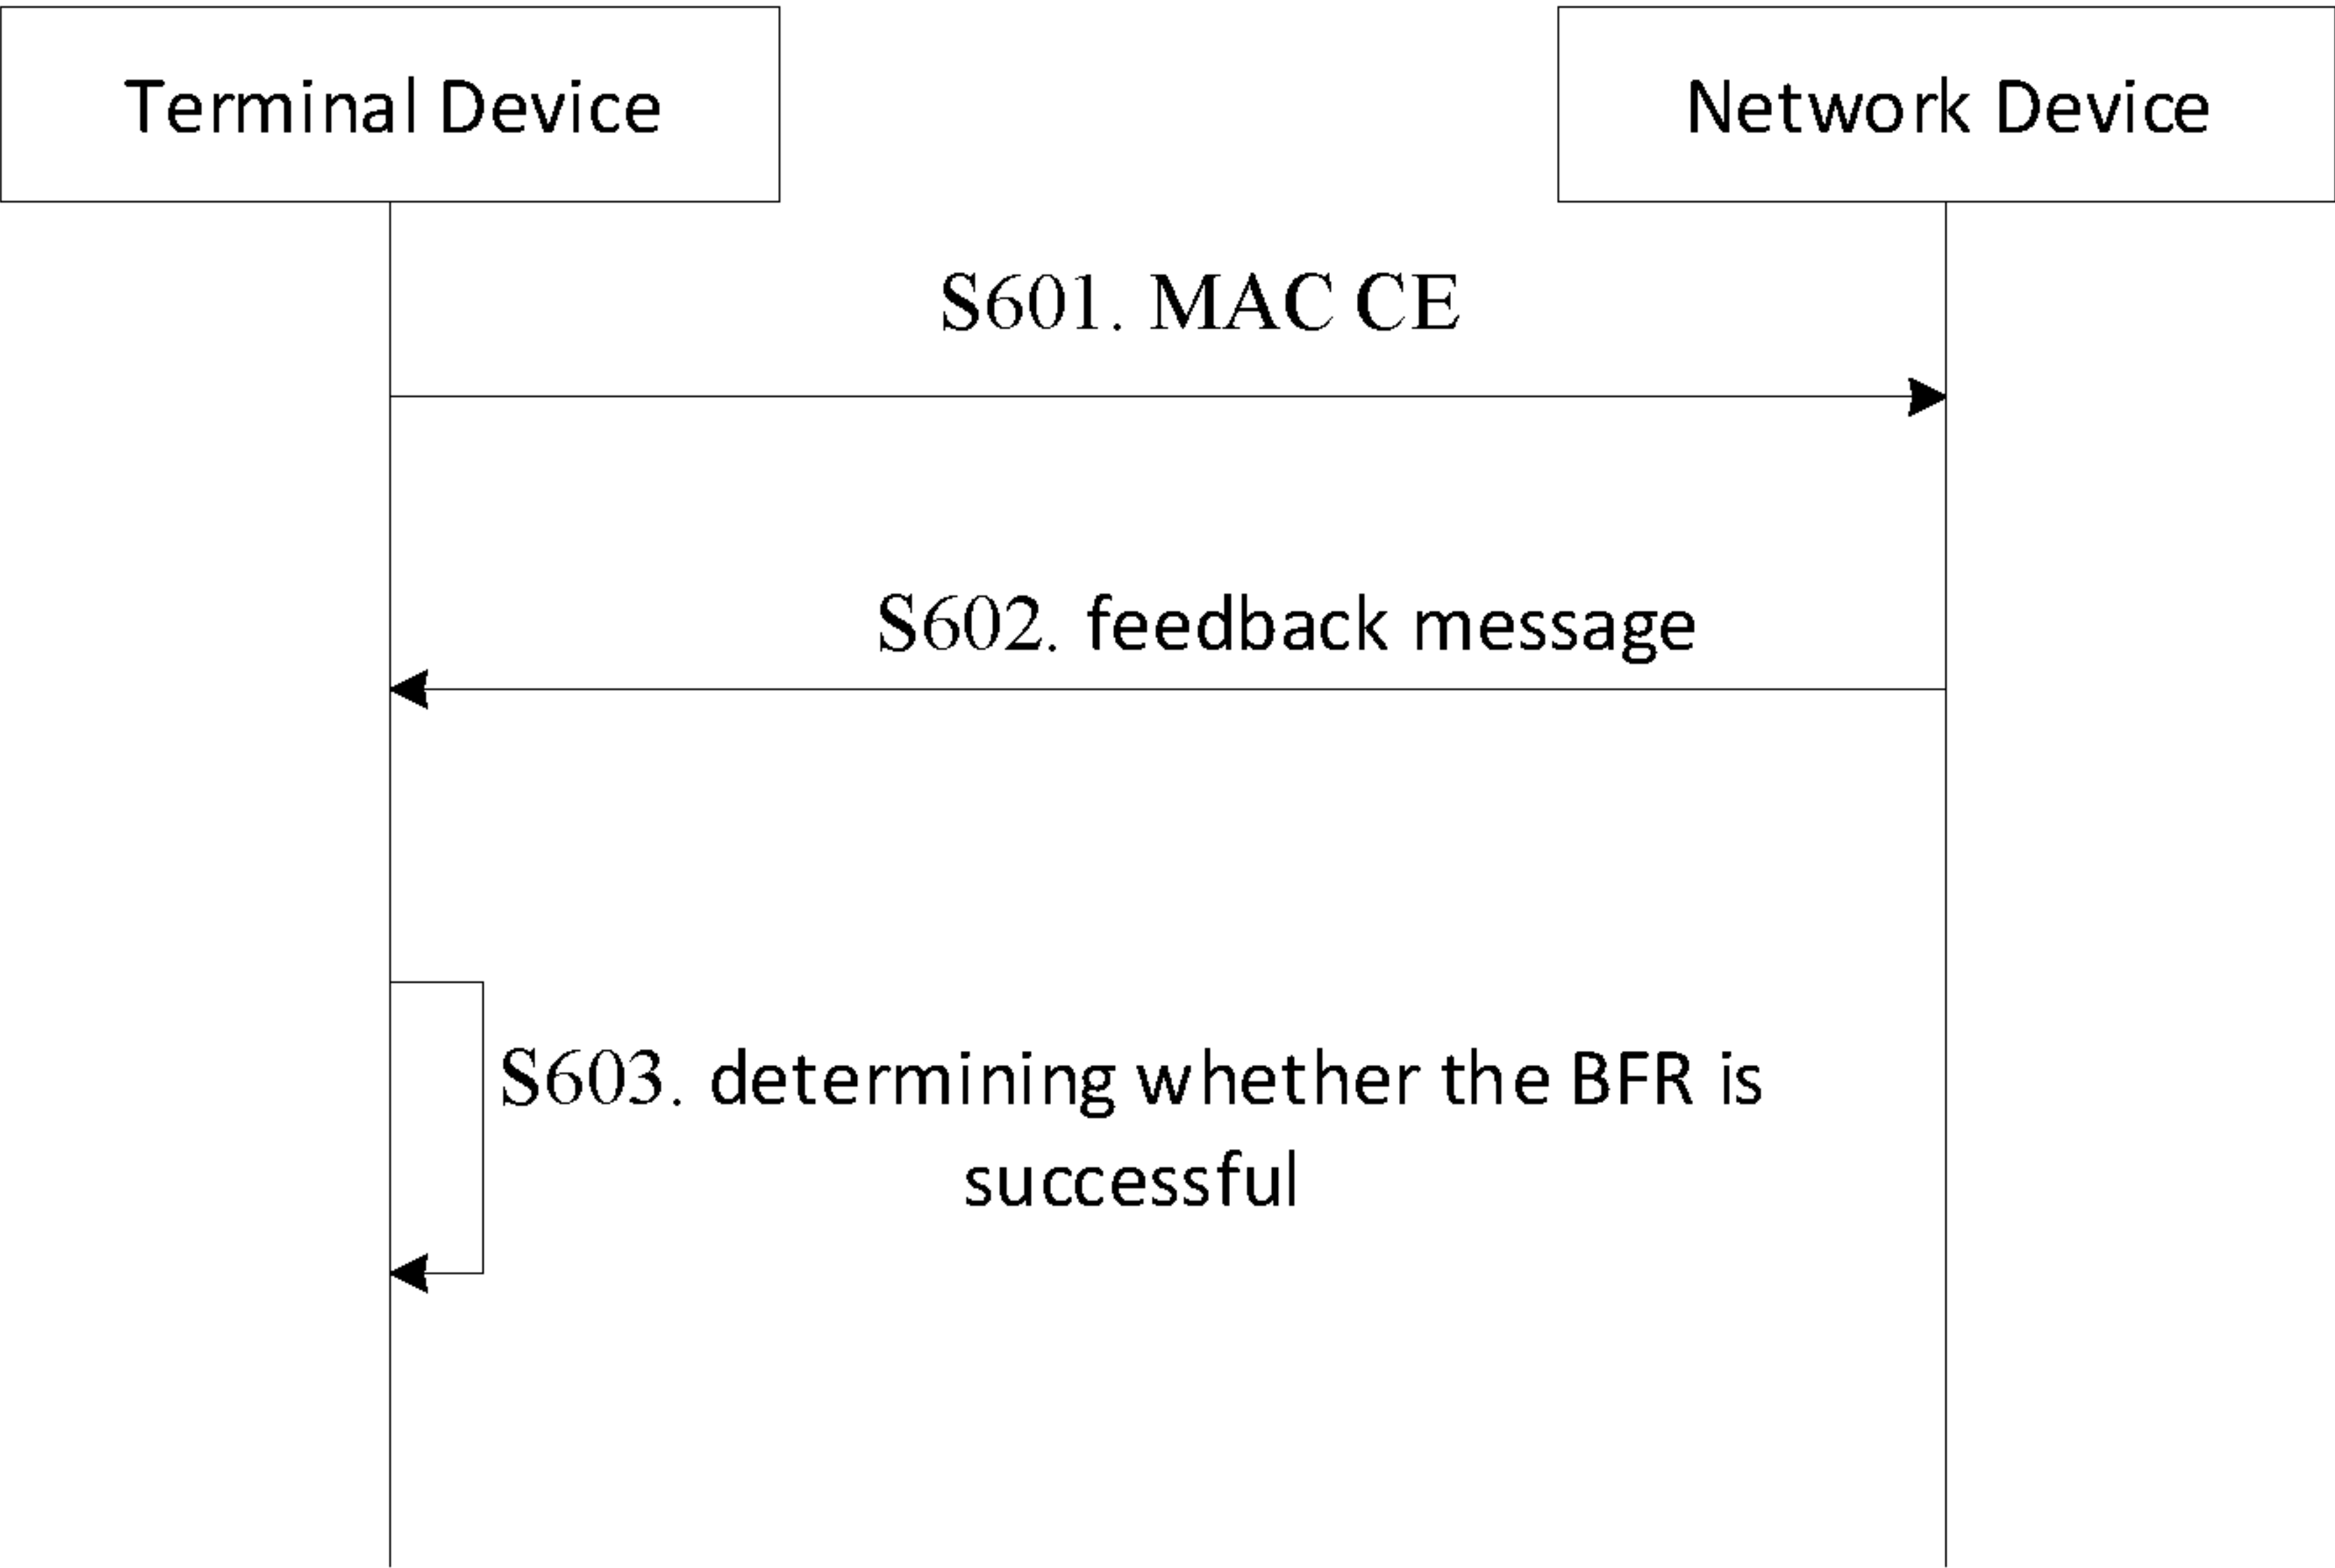 Terminal Device
Network Device
S601. MAC CE
S602. feedback message
S603. determining whether the BFR is
successful